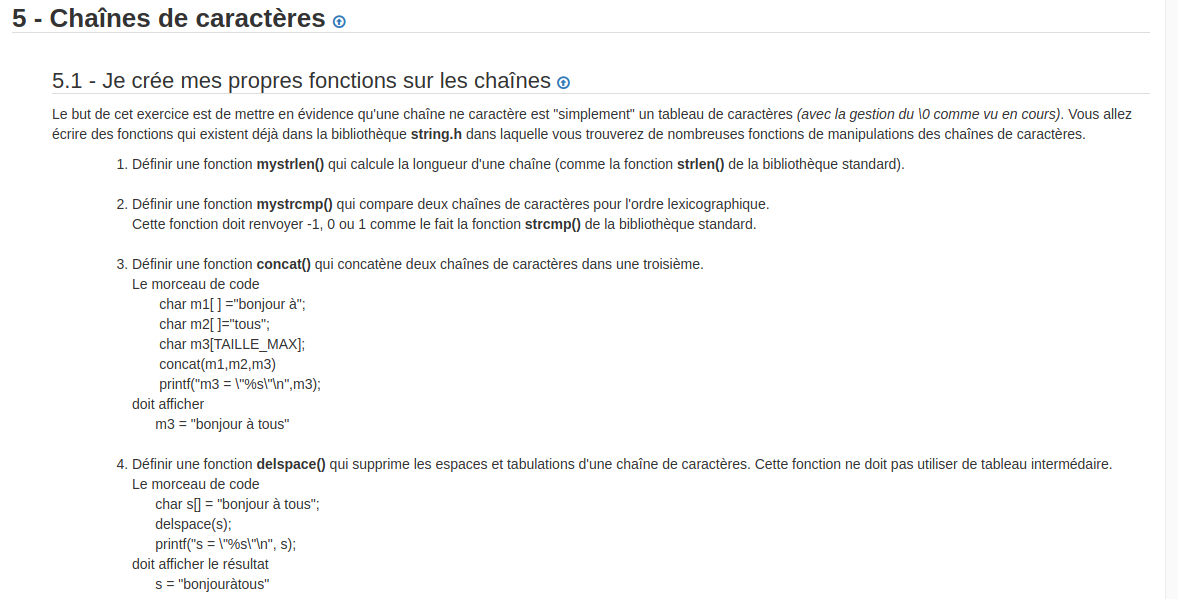 5 - Chaînes de caractères
5.1 - Je crée mes propres fonctions sur les chaînes
Le but de cet exercice est de mettre en évidence qu'une chaîne ne caractère est "simplement" un tableau de caractères (avec la gestion du \0 comme vu en cours). Vous allez
écrire des fonctions qui existent déjà dans la bibliothèque string.h dans laquelle vous trouverez de nombreuses fonctions de manipulations des chaînes de caractères.
1. Définir une fonction mystrlen() qui calcule la longueur d'une chaîne (comme la fonction strlen() de la bibliothèque standard).
2. Définir une fonction mystrcmp() qui compare deux chaînes de caractères pour l'ordre lexicographique.
Cette fonction doit renvoyer -1, 0 ou 1 comme le fait la fonction strcmp() de la bibliothèque standard.
3. Définir une fonction concat() qui concatène deux chaînes de caractères dans une troisième.
Le morceau de code
char m1[ ] ="bonjour à";
char m2[ ]="tous";
char m3[TAILLE_MAX];
concat(m1,m2,m3)
printf("m3 = \"%s\"\n",m3);
doit afficher
m3 = "bonjour à tous"
4. Définir une fonction delspace() qui supprime les espaces et tabulations d'une chaîne de caractères. Cette fonction ne doit pas utiliser de tableau intermédaire.
Le morceau de code
char s[] = "bonjour à tous";
delspace(s);
printf("s = \"%s\"\n", s);
doit afficher le résultat
s = "bonjouràtous"